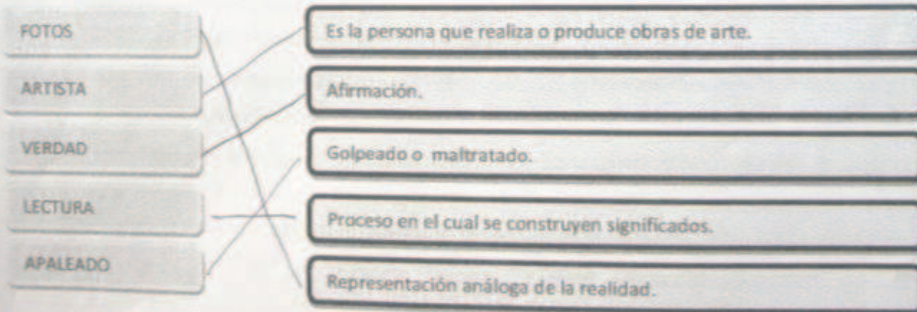 FOTOS
Es la persona que realiza o produce obras de arte.
ARTISTA
Afirmación.
VERDAD
Golpeado o maltratado.
LECTURA
Proceso en el cual se construyen significados.
APALEADO
Representación análoga de la realidad.